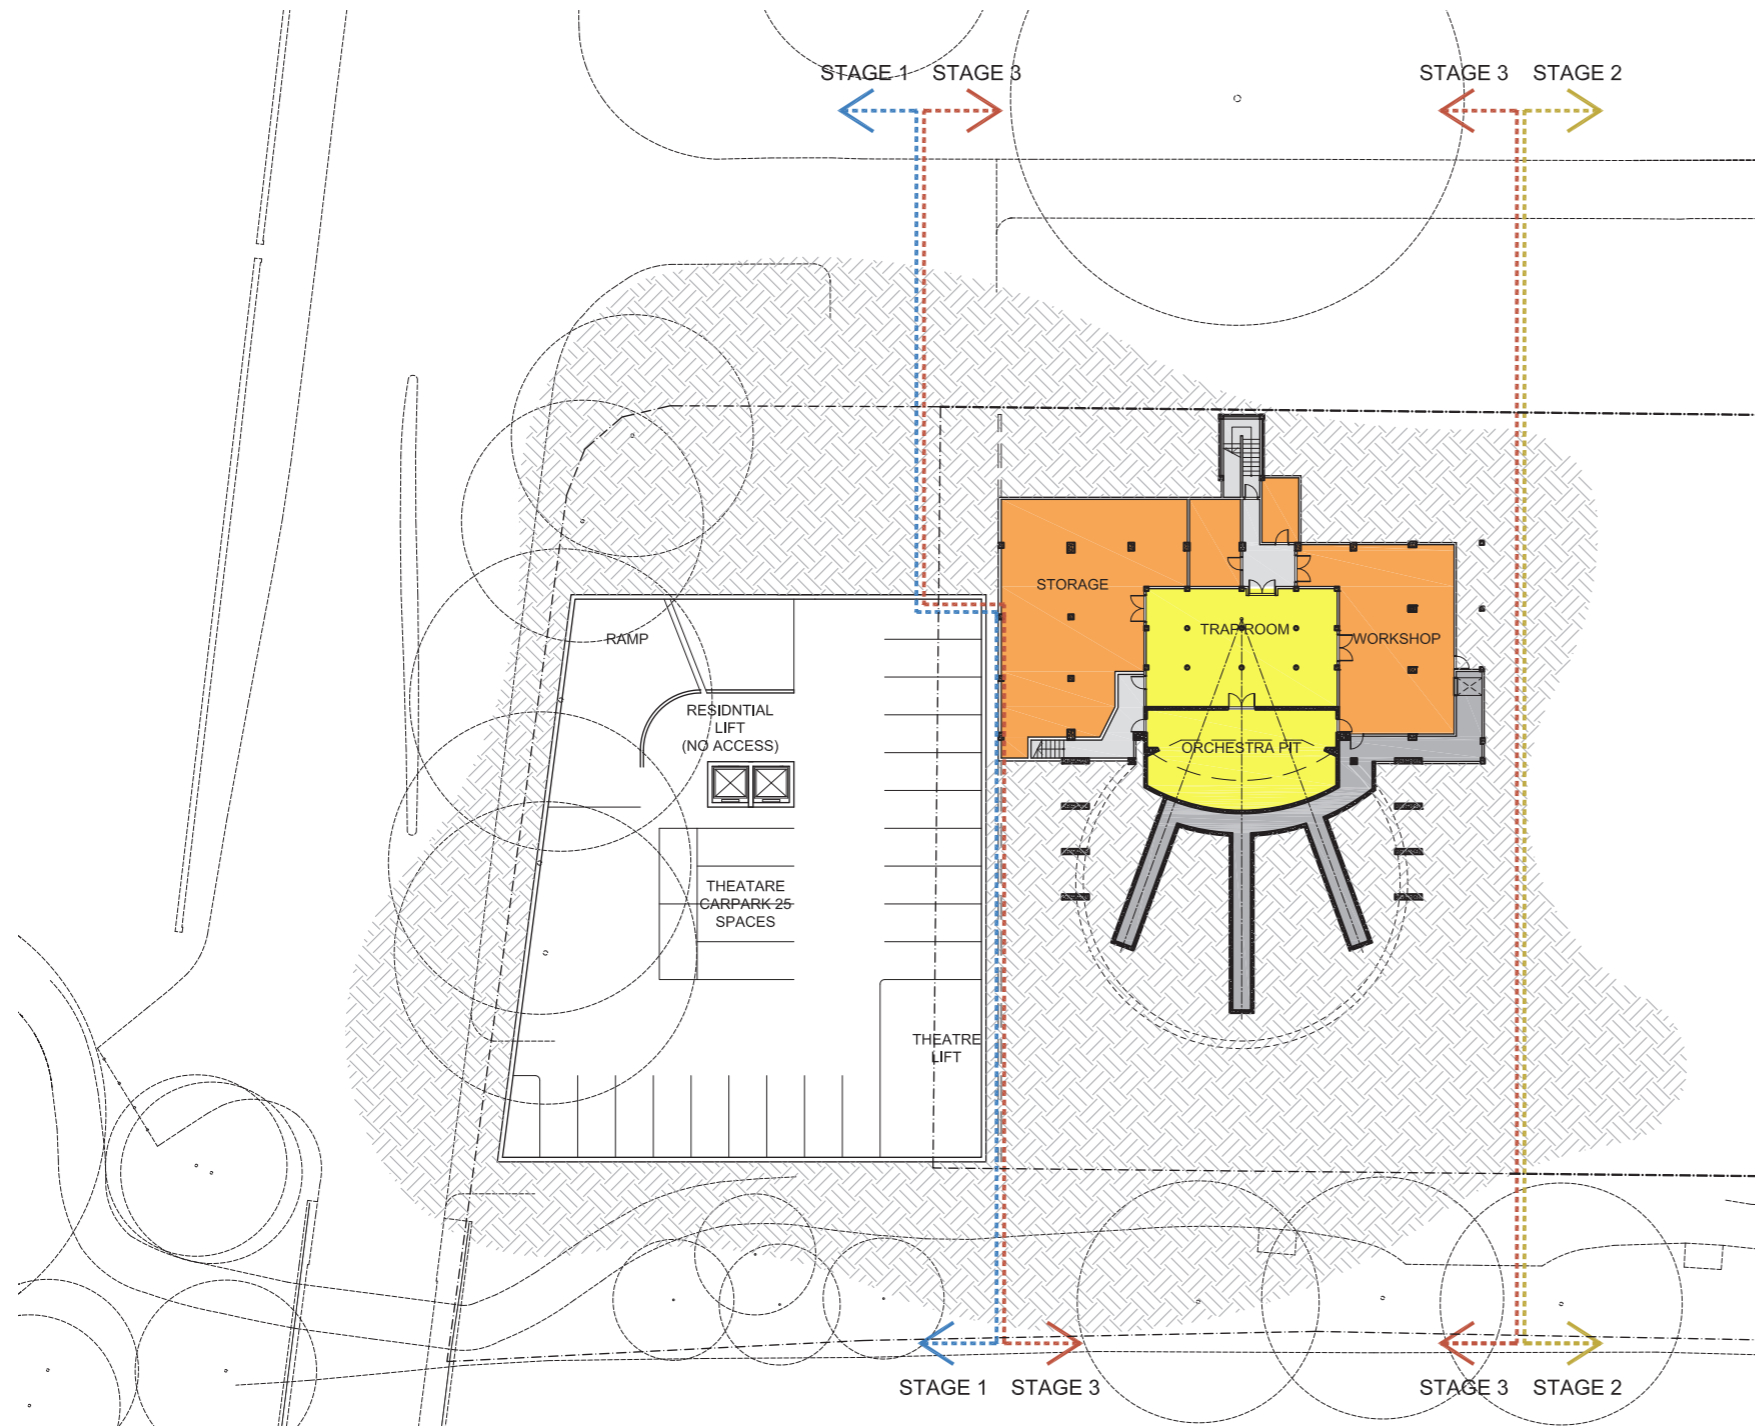 STAGE 1 STAGE 3
STAGE 3 STAGE 2
STORAGE
TRAP ROOM
WORKSHOP
RAMP
RESIDNTIAL
LIFT
(NO ACCESS)
ORCHESTRA PIT
THEATARE
CARPARK 25
SPACES
THEATRE
LIFT
STAGE 1 STAGE 3
STAGE 3 STAGE 2